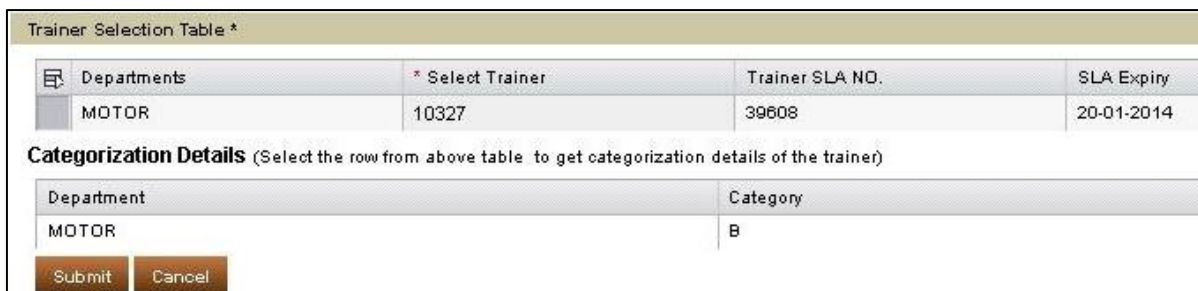 Trainer Selection Table *
Departments * Select Trainer Trainer SLA NO. SLA Expiry
MOTOR 10327 39608 20-01-2014
Categorization Details (Select the row from above table to get categorization details of the trainer)
Department Category
MOTOR B
Submit Cancel